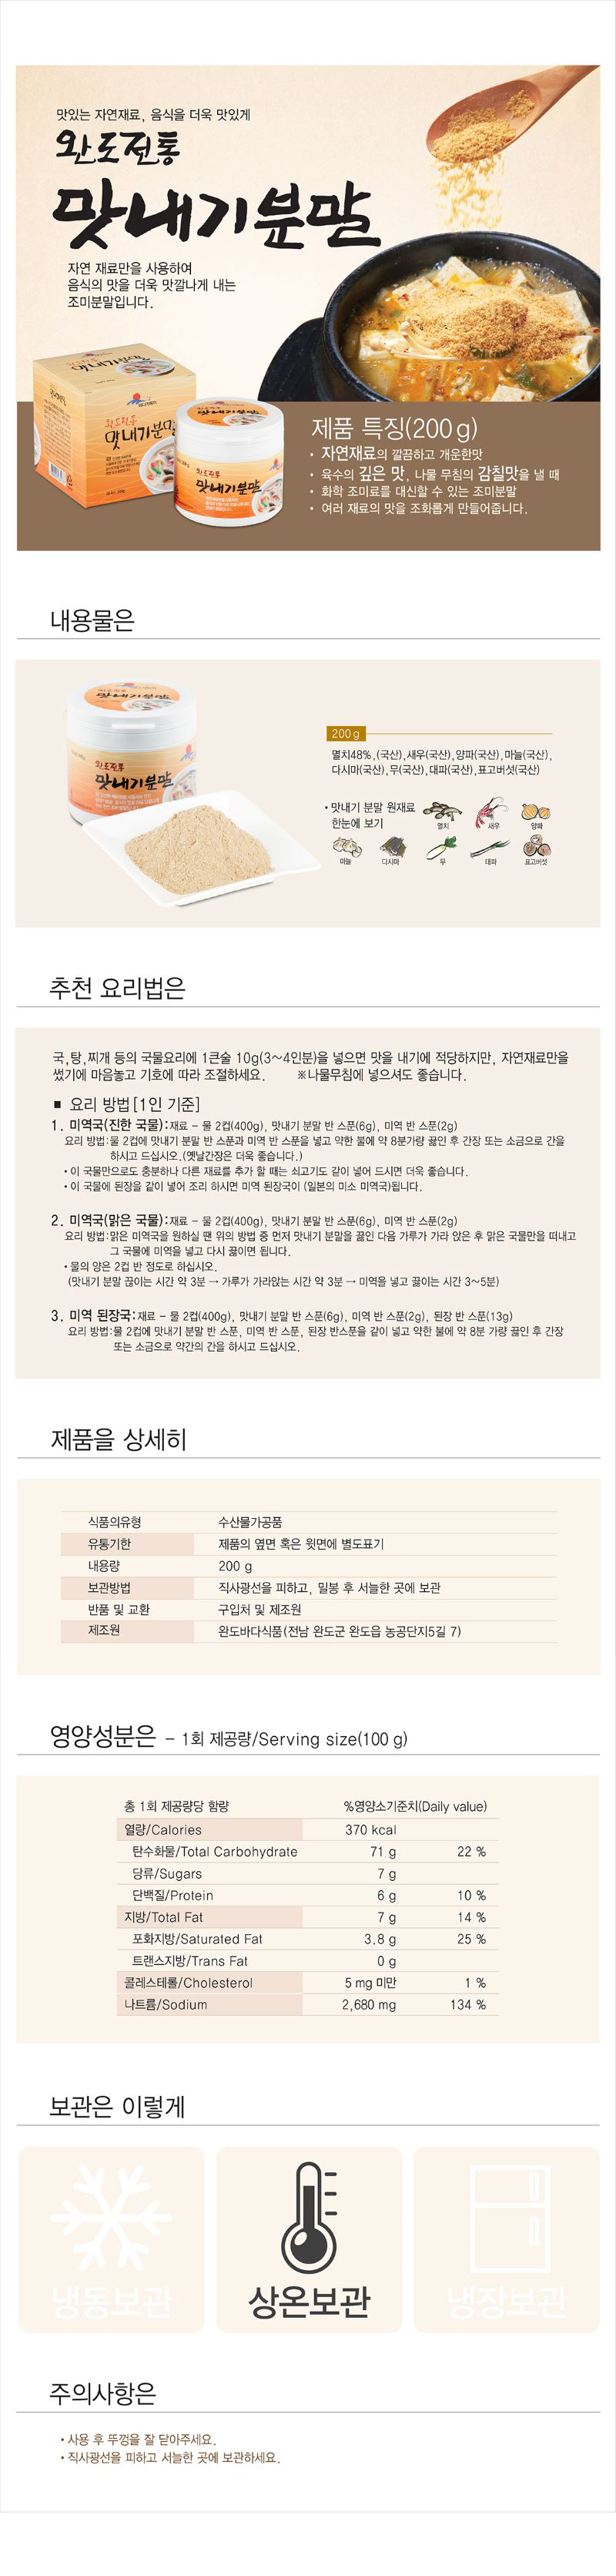 맛있는 자연재료, 음식을 더욱 맛있게
완도전통
맛내기분말
자연 재료만을 사용하여
음식의 맛을 더욱 맛깔나게 내는
조미분말입니다.
완도전통
맛내기분말
맛내기분말
완도전통
맛내기분말
제품 특징(200g)
• 자연재료의 깔끔하고 개운한맛
• 육수의 깊은 맛, 나물 무침의 감칠맛을 낼 때
• 화학 조미료를 대신할 수 있는 조미분말
• 여러 재료의 맛을 조화롭게 만들어줍니다.
내용물은
맛내기분말
완도전통
맛내기분말
200g
멸치48%,(국산),새우(국산),양파(국산),마늘(국산),
다시마(국산),무(국산),대파(국산),표고버섯(국산)
• 맛내기 분말 원재료
한눈에 보기
멸치 새우 양파
마늘 다시마 무 대파 표고버섯
추천 요리법은
국,탕,찌개 등의 국물요리에 1큰술 10g(3~4인분)을 넣으면 맛을 내기에 적당하지만, 자연재료만을
썼기에 마음놓고 기호에 따라 조절하세요. ※나물무침에 넣으셔도 좋습니다.
■ 요리 방법[1인 기준]
1. 미역국(진한 국물):재료 - 물 2컵(400g), 맛내기 분말 반 스푼(6g), 미역 반 스푼(2g)
요리 방법:물 2컵에 맛내기 분말 반 스푼과 미역 반 스푼을 넣고 약한 불에 약 8분가량 끓인 후 간장 또는 소금으로 간을
하시고 드십시오.(옛날간장은 더욱 좋습니다.)
• 이 국물만으로도 충분하나 다른 재료를 추가 할 때는 쇠고기도 같이 넣어 드시면 더욱 좋습니다.
• 이 국물에 된장을 같이 넣어 조리 하시면 미역 된장국이 (일본의 미소 미역국)됩니다.
2. 미역국(맑은 국물):재료 - 물 2컵(400g), 맛내기 분말 반 스푼(6g), 미역 반 스푼(2g)
요리 방법:맑은 미역국을 원하실 땐 위의 방법 중 먼저 맛내기 분말을 끓인 다음 가루가 가라 앉은 후 맑은 국물만을 떠내고
그 국물에 미역을 넣고 다시 끓이면 됩니다.
• 물의 양은 2컵 반 정도로 하십시오.
(맛내기 분말 끊이는 시간 약 3분 → 가루가 가라앉는 시간 약 3분 → 미역을 넣고 끓이는 시간 3~5분)
3. 미역 된장국:재료 - 물 2컵(400g), 맛내기 분말 반 스푼(6g), 미역 반 스푼(2g), 된장 반 스푼(13g)
요리 방법:물 2컵에 맛내기 분말 반 스푼, 미역 반 스푼, 된장 반스푼을 같이 넣고 약한 불에 약 8분 가량 끓인 후 간장
또는 소금으로 약간의 간을 하시고 드십시오.
제품을 상세히
식품의유형 수산물가공품
유통기한 제품의 옆면 혹은 윗면에 별도표기
내용량 200 g
보관방법 직사광선을 피하고, 밀봉 후 서늘한 곳에 보관
반품 및 교환 구입처 및 제조원
제조원 완도바다식품(전남 완도군 완도읍 농공단지5길 7)
영양성분은 - 1회 제공량/Serving size(100 g)
총 1회 제공량당 함량 %영양소기준치(Daily value)
열량/Calories 370 kcal
탄수화물/Total Carbohydrate 71 g 22 %
당류/Sugars 7 g
단백질/Protein 6 g 10 %
지방/Total Fat 7 g 14 %
포화지방/Saturated Fat 3.8 g 25 %
트랜스지방/Trans Fat 0 g
콜레스테롤/Cholesterol 5 mg 미만 1 %
나트륨/Sodium 2,680 mg 134 %
보관은 이렇게
냉동보관 상온보관 냉장보관
주의사항은
• 사용 후 뚜껑을 잘 닫아주세요.
• 직사광선을 피하고 서늘한 곳에 보관하세요.